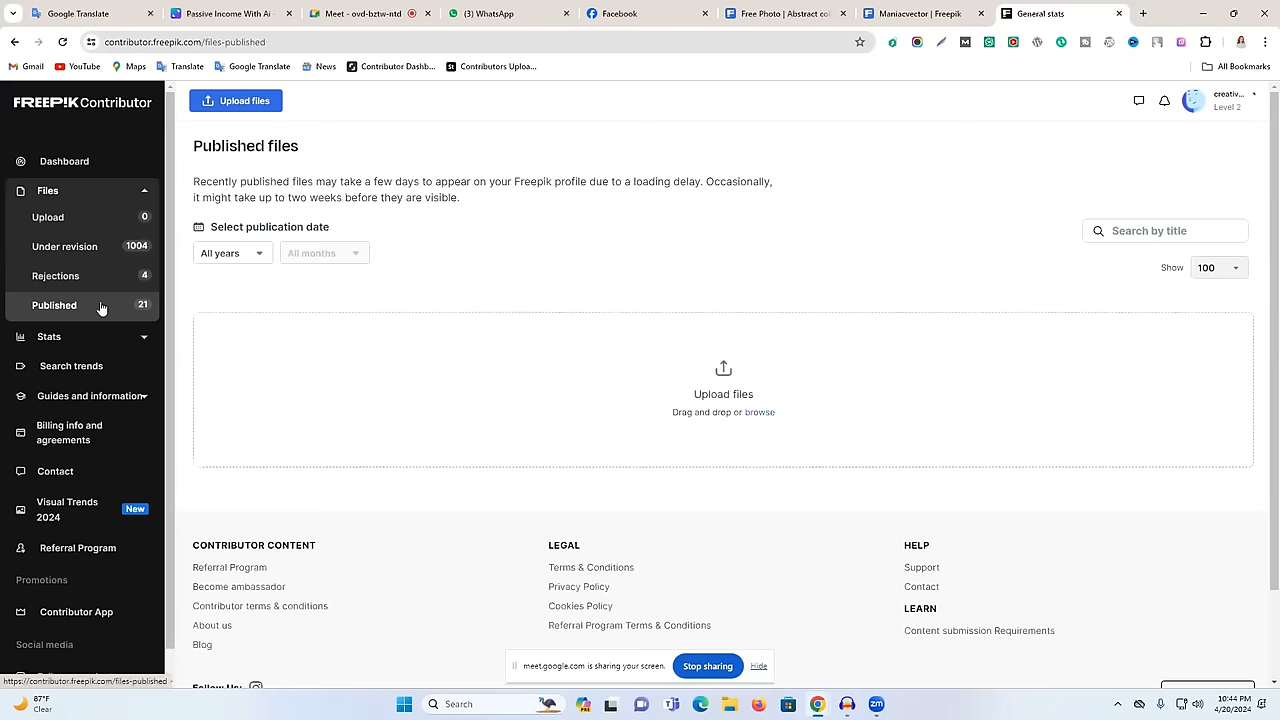 Google Translate
Passive Income With Ai
Meet - ovd-bztw-ntd
(3) WhatsApp
Facebook
Free Photo | Abstract col
Maniacvector | Freepik
General stats
contributor.freepik.com/files-published
Gmail
YouTube
Maps
Translate
Google Translate
News
Contributor Dashb...
Contributors Uploa...
All Bookmarks
FREEPIK Contributor
Upload files
creativ...
Level 2
Dashboard
Files
Upload 0
Under revision 1004
Rejections 4
Published 21
Stats
Search trends
Guides and information
Billing info and
agreements
Contact
Visual Trends
2024
New
Referral Program
Promotions
Contributor App
Social media
https://contributor.freepik.com/files-published
Published files
Recently published files may take a few days to appear on your Freepik profile due to a loading delay. Occasionally,
it might take up to two weeks before they are visible.
Select publication date
All years
All months
Search by title
Show 100
Upload files
Drag and drop or browse
CONTRIBUTOR CONTENT
Referral Program
Become ambassador
Contributor terms & conditions
About us
Blog
LEGAL
Terms & Conditions
Privacy Policy
Cookies Policy
Referral Program Terms & Conditions
HELP
Support
Contact
LEARN
Content submission Requirements
Follow Us:
meet.google.com is sharing your screen.
Stop sharing
Hide
87°F
Clear
Search
10:44 PM
4/20/2024